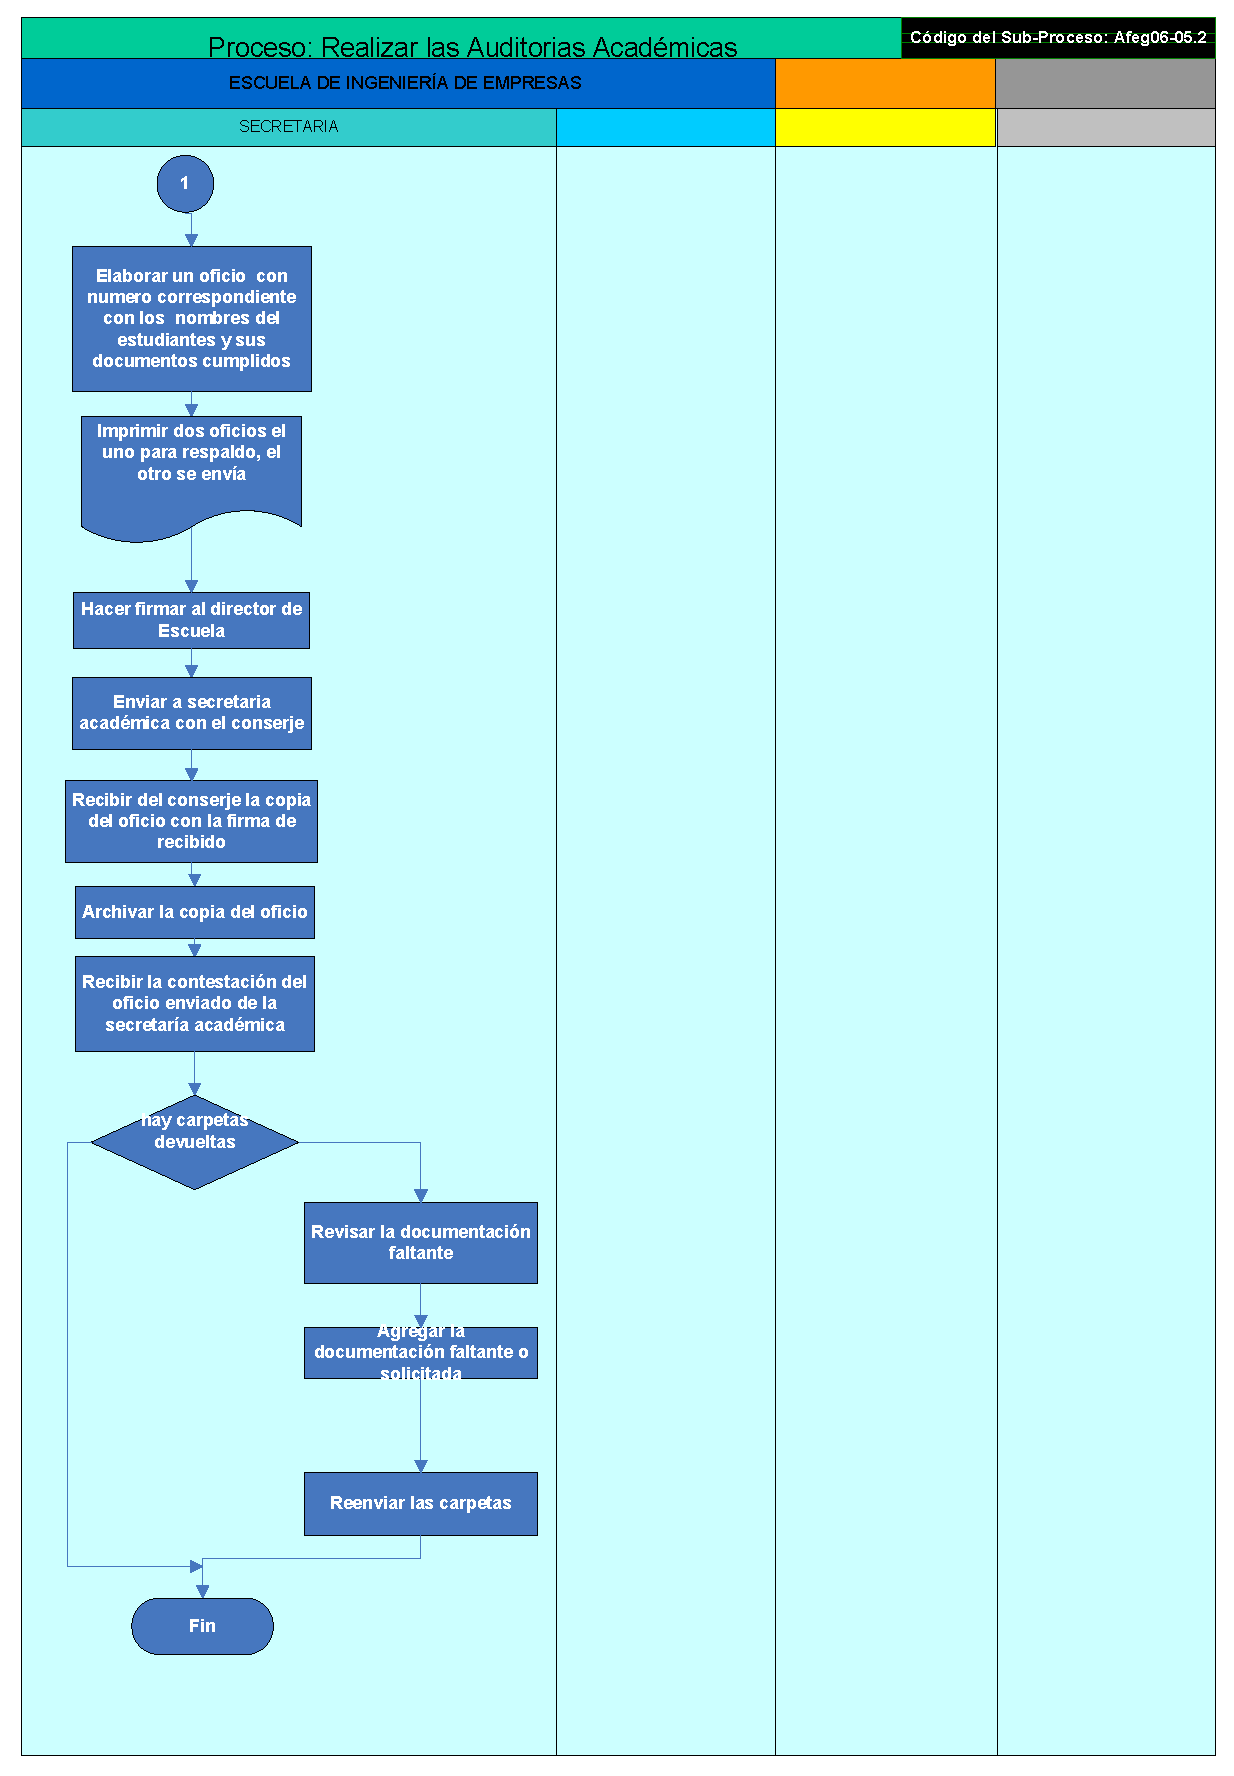 Proceso: Realizar las Auditorias Académicas
Código del Sub-Proceso: Afeg06-05.2
ESCUELA DE INGENIERÍA DE EMPRESAS
SECRETARIA
1
Elaborar un oficio con
numero correspondiente
con los nombres del
estudiantes y sus
documentos cumplidos
Imprimir dos oficios el
uno para respaldo, el
otro se envía
Hacer firmar al director de
Escuela
Enviar a secretaria
académica con el conserje
Recibir del conserje la copia
del oficio con la firma de
recibido
Archivar la copia del oficio
Recibir la contestación del
oficio enviado de la
secretaría académica
hay carpetas
devueltas
Revisar la documentación
faltante
Agregar la
documentación faltante o
solicitada
Reenviar las carpetas
Fin